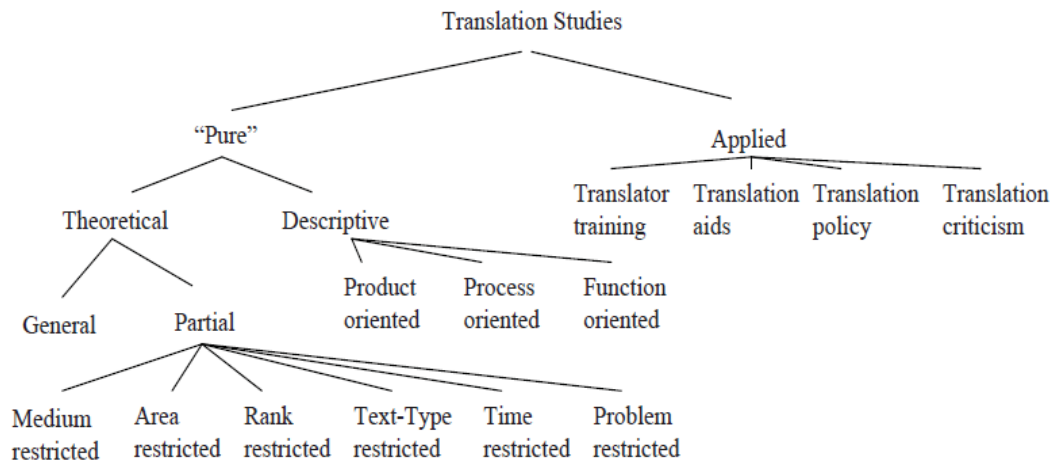 Translation Studies
“Pure”
Applied
Translator
training
Translation
aids
Translation
policy
Translation
criticism
Theoretical
Descriptive
Product
oriented
Process
oriented
Function
oriented
General
Partial
Medium
restricted
Area
restricted
Rank
restricted
Text-Type
restricted
Time
restricted
Problem
restricted